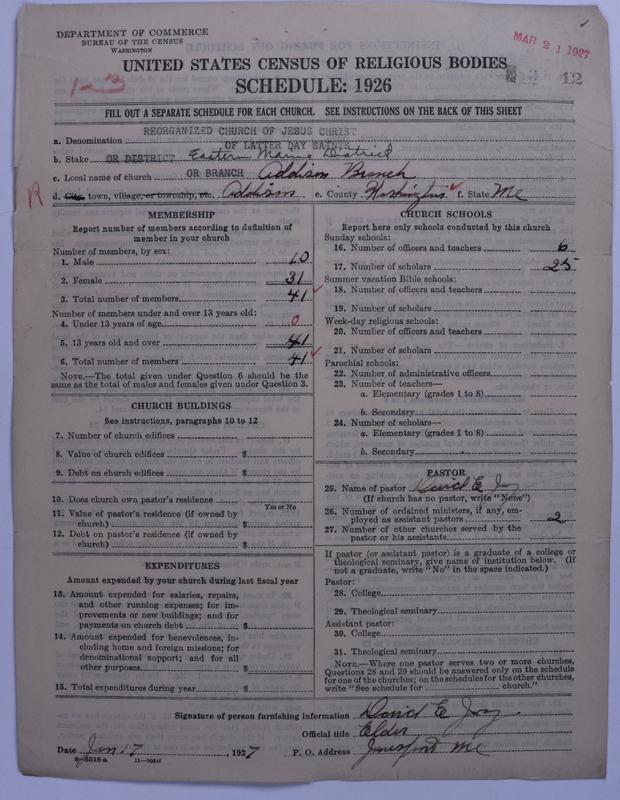 DEPARTMENT OF COMMERCE
BUREAU OF THE CENSUS
WASHINGTON
MAR 21 1927
UNITED STATES CENSUS OF RELIGIOUS BODIES
SCHEDULE: 1926
1-23
12
FILL OUT A SEPARATE SCHEDULE FOR EACH CHURCH. SEE INSTRUCTIONS ON THE BACK OF THIS SHEET
REORGANIZED CHURCH OF JESUS CHRIST
a. Denomination OF LATTER DAY SAINTS
b. Stake OR DISTRICT Eastern Maine District
c. Local name of church OR BRANCH Addison Branch
R d. City, town, village, or township, etc. Addison e. County Washington f. State Me
MEMBERSHIP
Report number of members according to definition of
member in your church
Number of members, by sex:
1. Male 10
2. Female 31
3. Total number of members 41
Number of members under and over 13 years old:
4. Under 13 years of age 0
5. 13 years old and over 41
6. Total number of members 41
NOTE.—The total given under Question 6 should be the
same as the total of males and females given under Question 3.
CHURCH BUILDINGS
See instructions, paragraphs 10 to 12
7. Number of church edifices
8. Value of church edifices $
9. Debt on church edifices $
10. Does church own pastor's residence
Yes or No
11. Value of pastor's residence (if owned by
church) $
12. Debt on pastor's residence (if owned by
church) $
EXPENDITURES
Amount expended by your church during last fiscal year
13. Amount expended for salaries, repairs,
and other running expenses; for im-
provements or new buildings; and for
payments on church debt $
14. Amount expended for benevolences, in-
cluding home and foreign missions; for
denominational support; and for all
other purposes $
15. Total expenditures during year $
CHURCH SCHOOLS
Report here only schools conducted by this church
Sunday schools:
16. Number of officers and teachers 6
17. Number of scholars 25
Summer vacation Bible schools:
18. Number of officers and teachers
19. Number of scholars
Week-day religious schools:
20. Number of officers and teachers
21. Number of scholars
Parochial schools:
22. Number of administrative officers
23. Number of teachers—
a. Elementary (grades 1 to 8)
b. Secondary
24. Number of scholars—
a. Elementary (grades 1 to 8)
b. Secondary
PASTOR
25. Name of pastor David E Joy
(If church has no pastor, write "None")
26. Number of ordained ministers, if any, em-
ployed as assistant pastors 2
27. Number of other churches served by the
pastor or his assistants
If pastor (or assistant pastor) is a graduate of a college or
theological seminary, give name of institution below. (If
not a graduate, write "No" in the space indicated.)
Pastor:
28. College
29. Theological seminary
Assistant pastor:
30. College
31. Theological seminary
NOTE.—Where one pastor serves two or more churches,
Questions 28 and 29 should be answered only on the schedule
for one of the churches; on the schedules for the other churches,
write "See schedule for church."
Signature of person furnishing information David E Joy
Official title Elder
Date Jan 17, 1927 P. O. Address Me